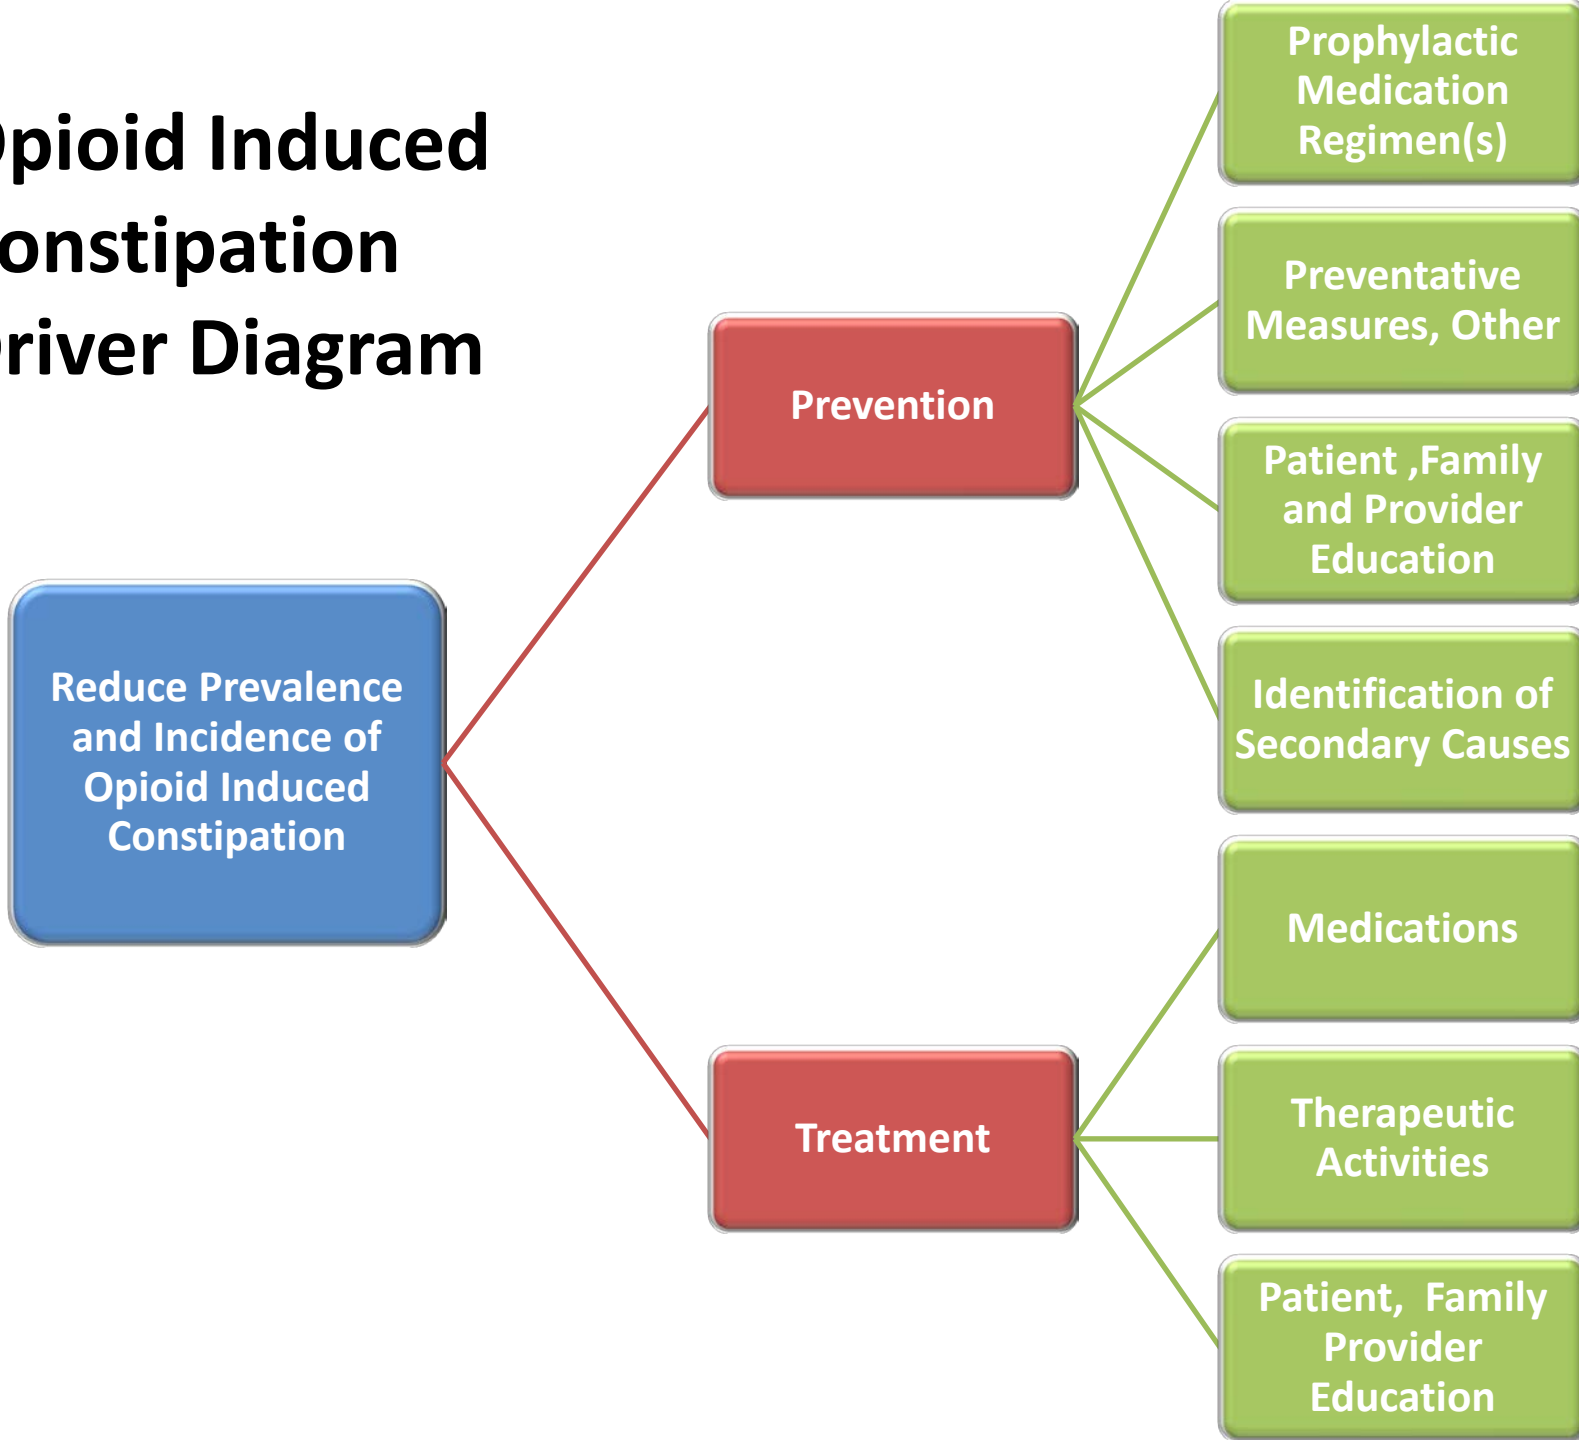 pioid Induced
onstipation
river Diagram
Reduce Prevalence
and Incidence of
Opioid Induced
Constipation
Prevention
Treatment
Prophylactic
Medication
Regimen(s)
Preventative
Measures, Other
Patient ,Family
and Provider
Education
Identification of
Secondary Causes
Medications
Therapeutic
Activities
Patient,  Family
Provider
Education